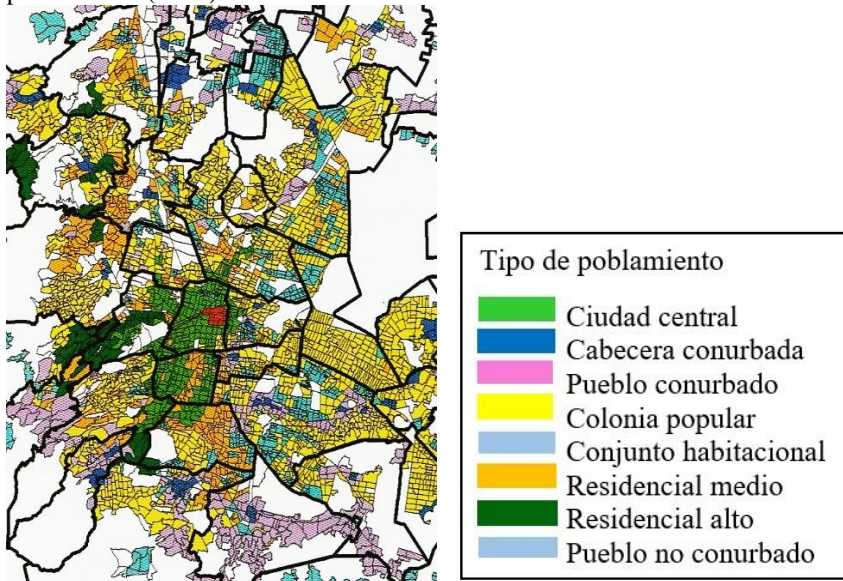 Tipo de poblamiento
Ciudad central
Cabecera conurbada
Pueblo conurbado
Colonia popular
Conjunto habitacional
Residencial medio
Residencial alto
Pueblo no conurbado